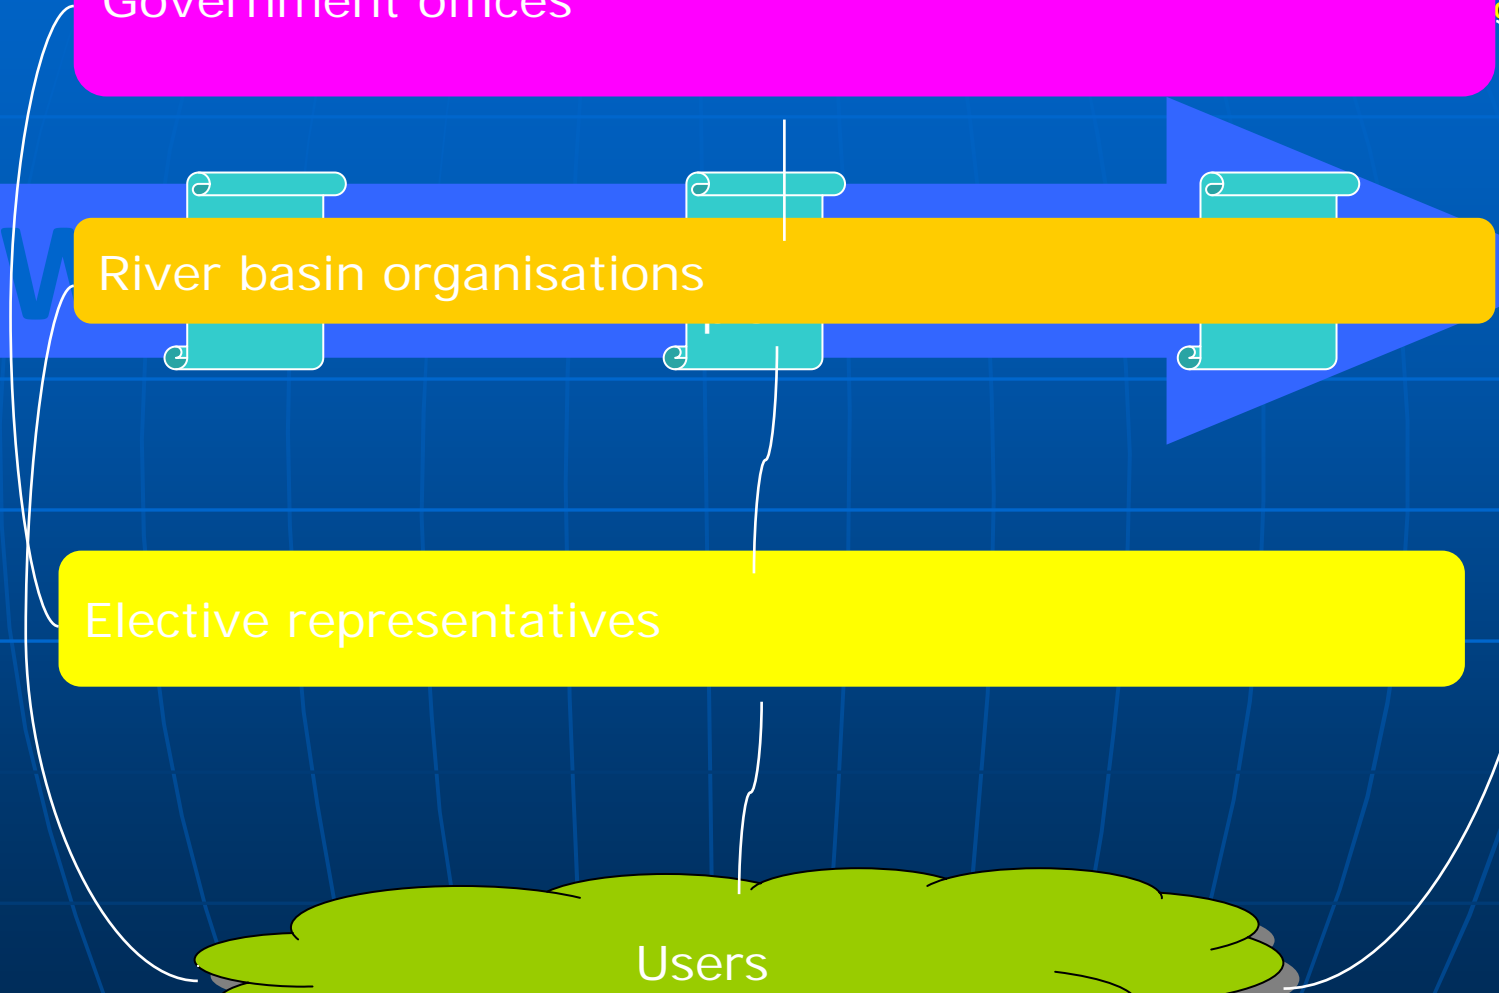 Government offices
River basin organisations
Elective representatives
Users